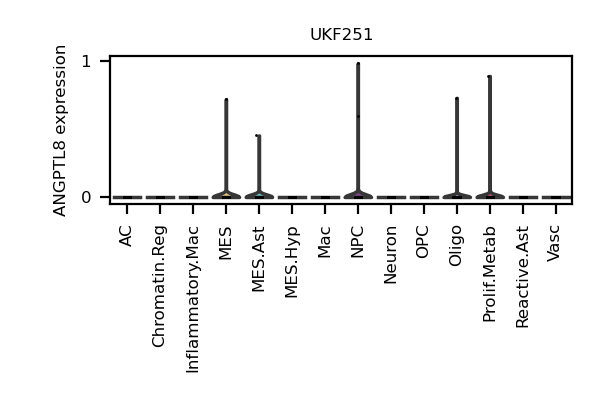 UKF251
ANGPTL8 expression
1
0
AC
Chromatin.Reg
Inflammatory.Mac
MES
MES.Ast
MES.Hyp
Mac
NPC
Neuron
OPC
Oligo
Prolif.Metab
Reactive.Ast
Vasc